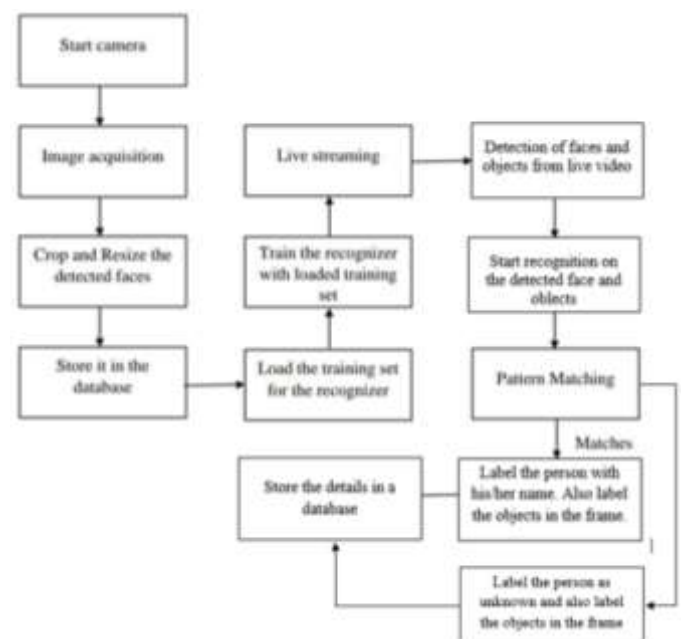 Start camera
Image acquisition
Crop and Resize the
detected faces
Store it in the
database
Load the training set
for the recognizer
Train the recognizer
with loaded training
set
Live streaming
Detection of faces and
objects from live video
Start recognition on
the detected face and
oblects
Pattern Matching
Matches
Label the person with
his/her name. Also label
the objects in the frame.
Store the details in a
database
Label the person as
unknown and also label
the objects in the frame